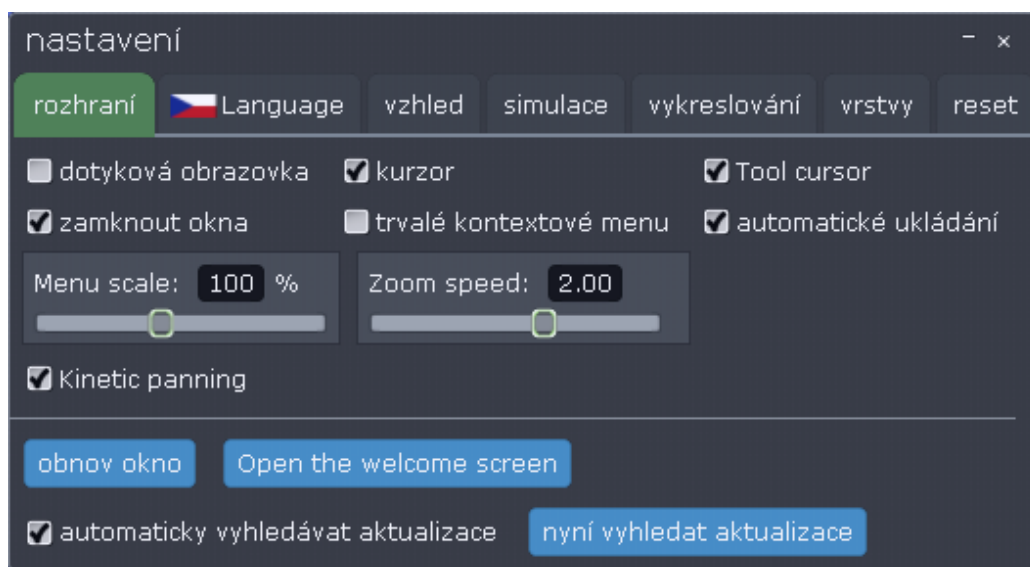 nastavení
rozhraní Language vzhled simulace vykreslování vrstvy reset
dotyková obrazovka kurzor Tool cursor
zamknout okna trvalé kontextové menu automatické ukládání
Menu scale: 100 % Zoom speed: 2.00
Kinetic panning
obnov okno Open the welcome screen
automaticky vyhledávat aktualizace nyní vyhledat aktualizace